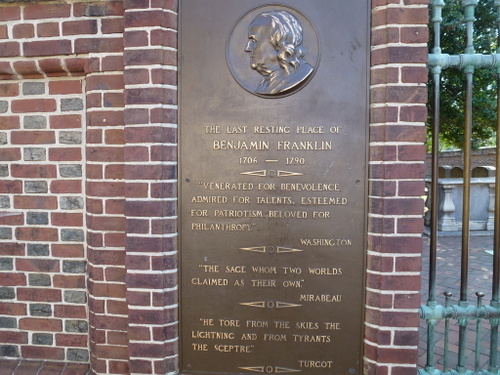 THE LAST RESTING PLACE OF
BENJAMIN FRANKLIN
1706 — 1790
"VENERATED FOR BENEVOLENCE
ADMIRED FOR TALENTS, ESTEEMED
FOR PATRIOTISM, BELOVED FOR
PHILANTHROPY."
WASHINGTON
"THE SAGE WHOM TWO WORLDS
CLAIMED AS THEIR OWN."
MIRABEAU
"HE TORE FROM THE SKIES THE
LIGHTNING AND FROM TYRANTS
THE SCEPTRE."
TURGOT